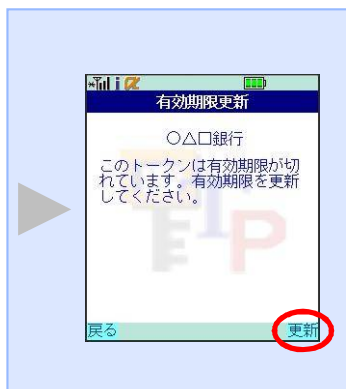 有効期限更新
○△□銀行
このトークンは有効期限が切
れています。有効期限を更新
してください。
戻る 更新